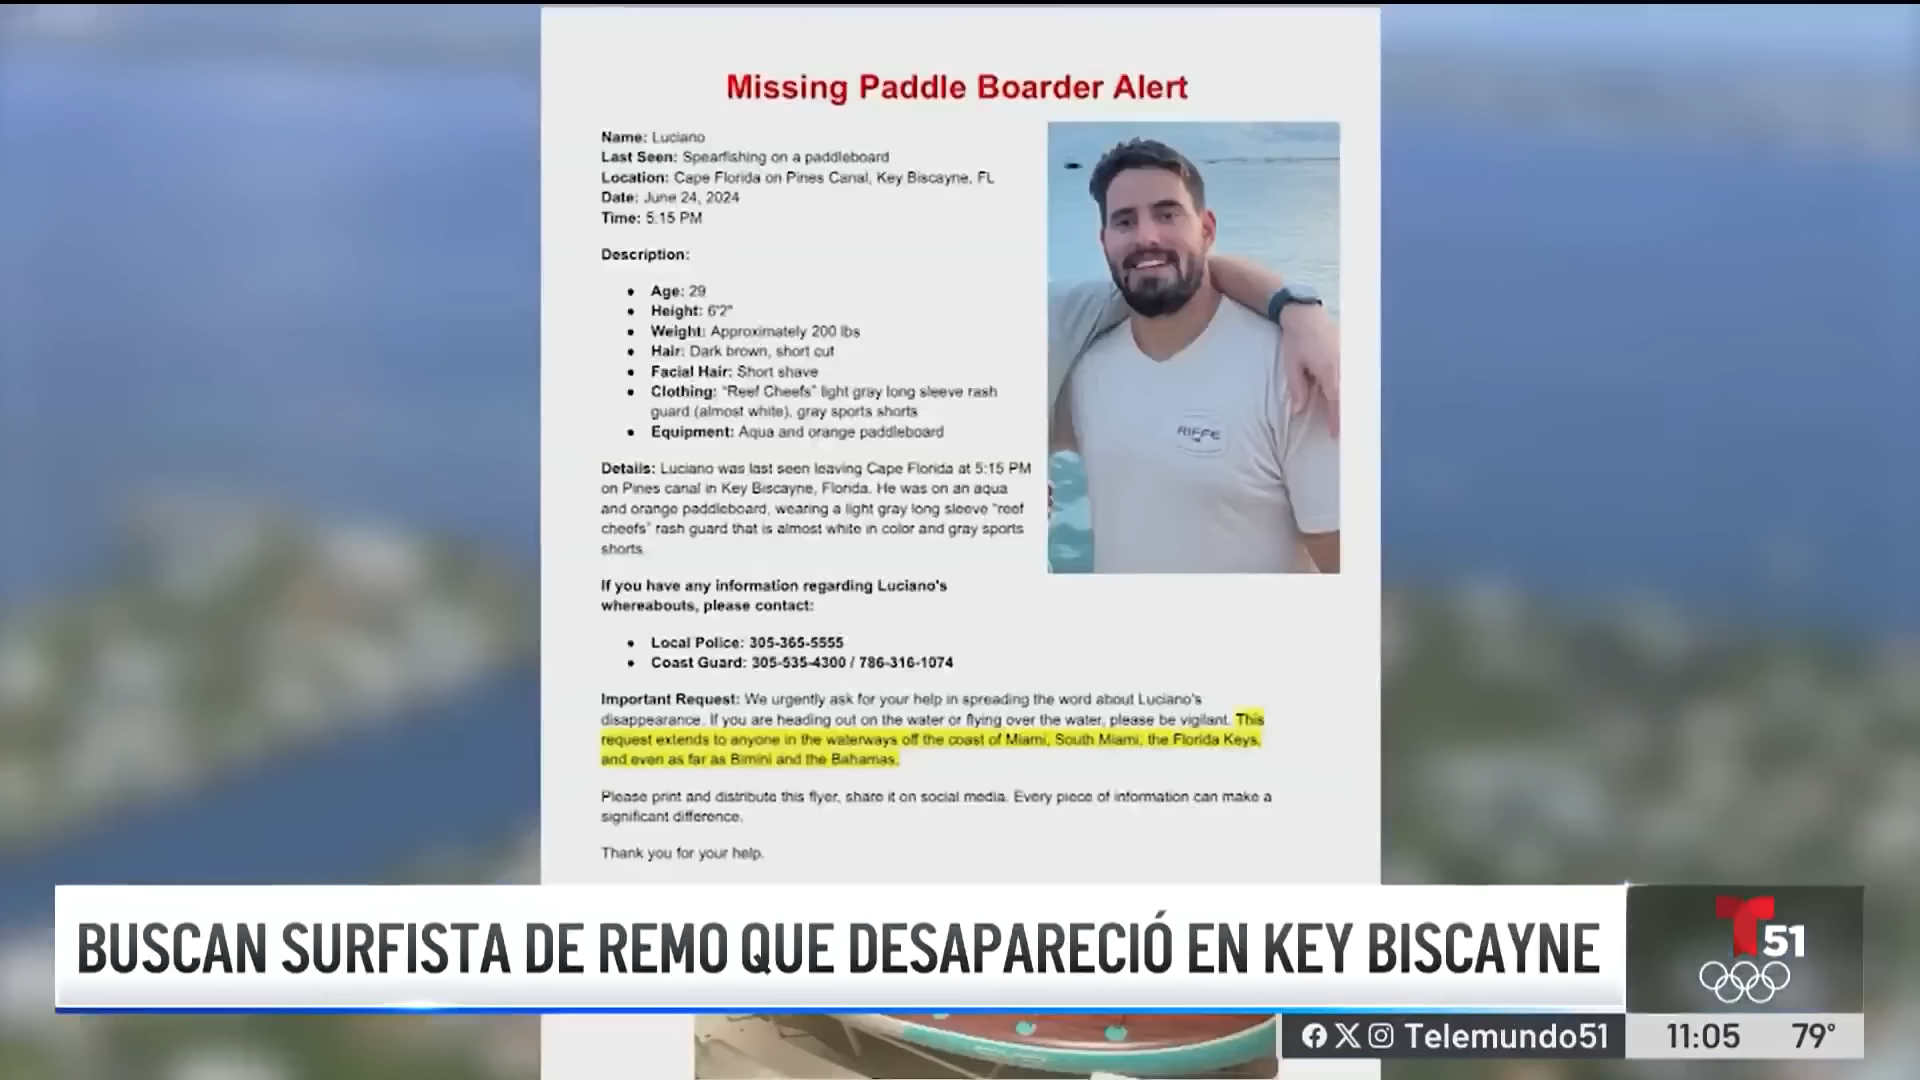 Missing Paddle Boarder Alert
Name: Luciano
Last Seen: Spearfishing on a paddleboard
Location: Cape Florida on Pines Canal, Key Biscayne, FL
Date: June 24, 2024
Time: 5:15 PM
Description:
• Age: 29
• Height: 6'2"
• Weight: Approximately 200 lbs
• Hair: Dark brown, short cut
• Facial Hair: Short shave
• Clothing: "Reef Cheefs" light gray long sleeve rash
guard (almost white), gray sports shorts
• Equipment: Aqua and orange paddleboard
Details: Luciano was last seen leaving Cape Florida at 5:15 PM
on Pines canal in Key Biscayne, Florida. He was on an aqua
and orange paddleboard, wearing a light gray long sleeve "reef
cheefs" rash guard that is almost white in color and gray sports
shorts.
If you have any information regarding Luciano's
whereabouts, please contact:
• Local Police: 305-365-5555
• Coast Guard: 305-535-4300 / 786-316-1074
Important Request: We urgently ask for your help in spreading the word about Luciano's
disappearance. If you are heading out on the water or flying over the water, please be vigilant. This
request extends to anyone in the waterways off the coast of Miami, South Miami, the Florida Keys,
and even as far as Bimini and the Bahamas.
Please print and distribute this flyer, share it on social media. Every piece of information can make a
significant difference.
Thank you for your help.
RIFFE
BUSCAN SURFISTA DE REMO QUE DESAPARECIÓ EN KEY BISCAYNE
T 51
Telemundo51
11:05 79°